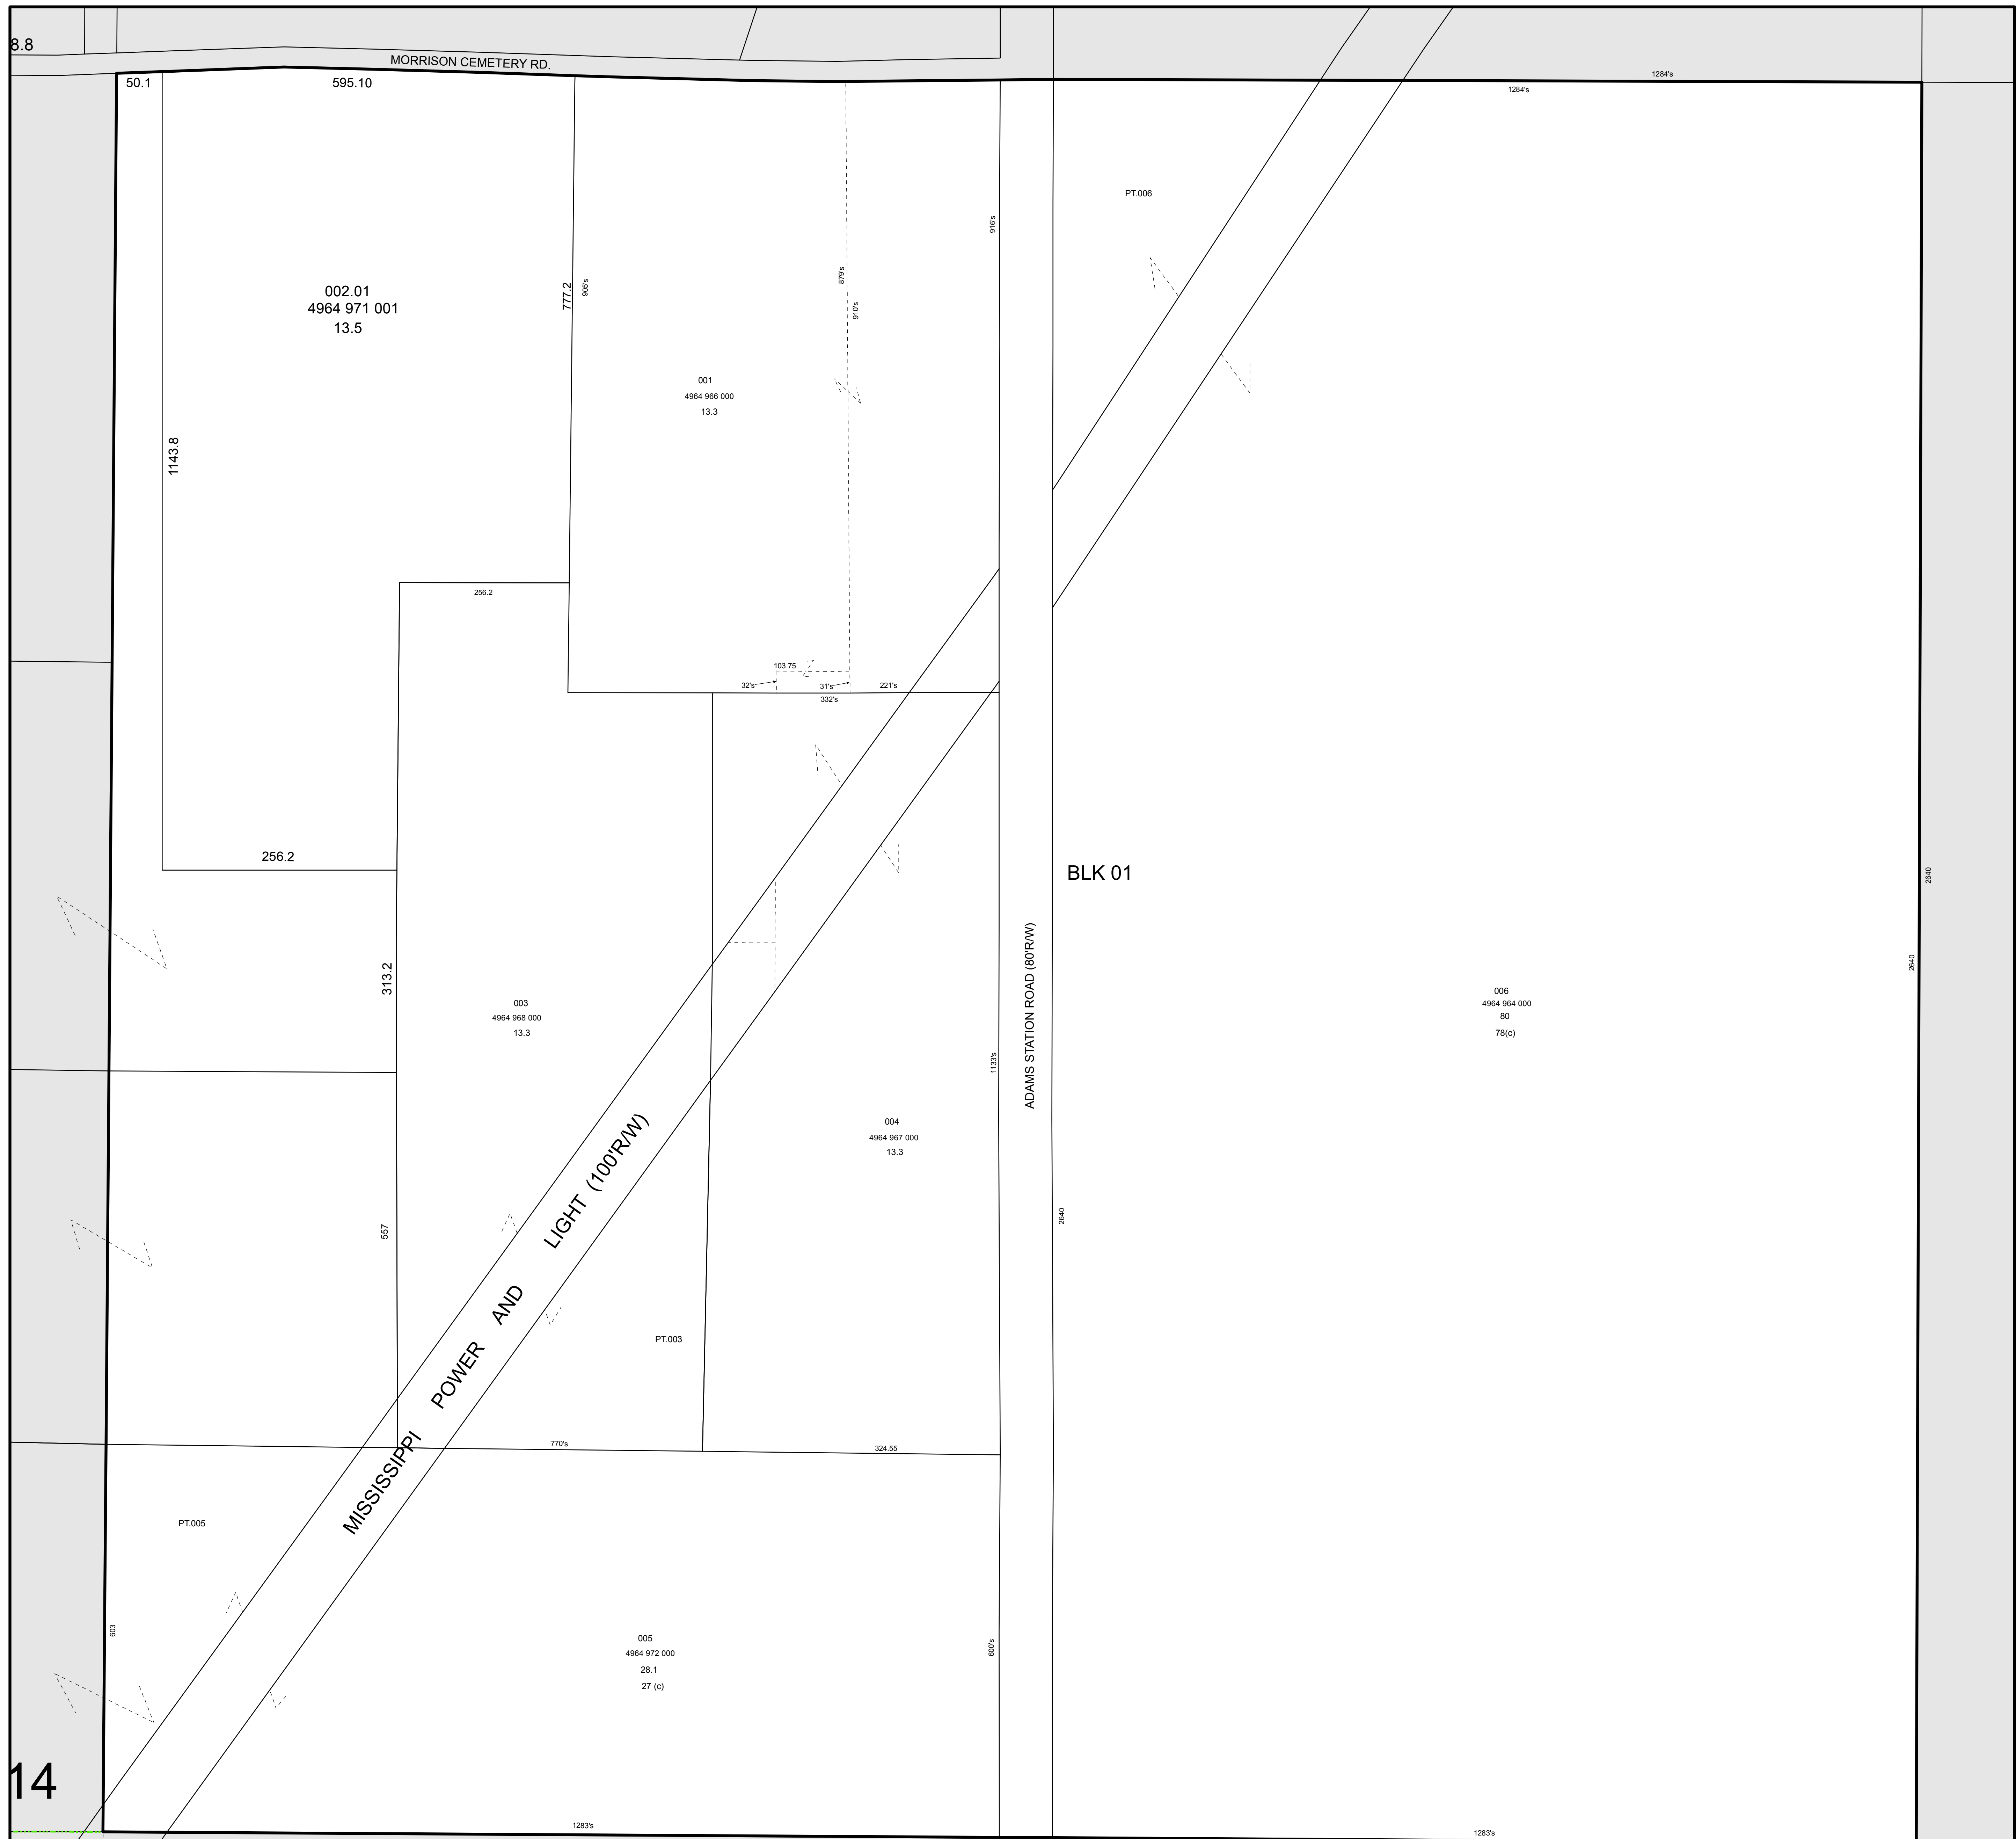 8.8
MORRISON CEMETERY RD.
1284's
50.1
595.10
1284's
PT.006
916's
002.01
4964 971 001
13.5
777.2
905's
879's
910's
001
4964 966 000
13.3
1143.8
256.2
103.75
32's
31's
221's
332's
256.2
BLK 01
2640
313.2
ADAMS STATION ROAD (80'R/W)
2640
003
4964 968 000
13.3
006
4964 964 000
80
78(c)
1133's
004
4964 967 000
13.3
557
2640
MISSISSIPPI POWER AND LIGHT (100'R/W)
PT.003
770's
324.55
PT.005
603
005
4964 972 000
28.1
27 (c)
600's
14
1283's
1283's